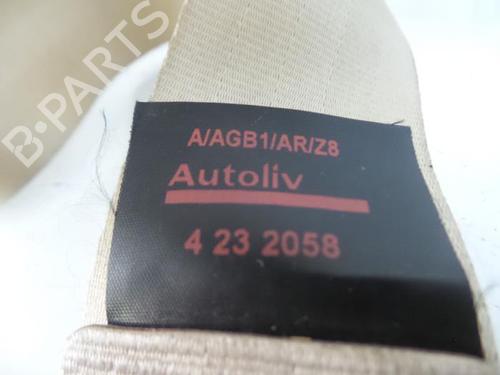 B-PARTS
A/AGB1/AR/Z8
Autoliv
4 23 2058